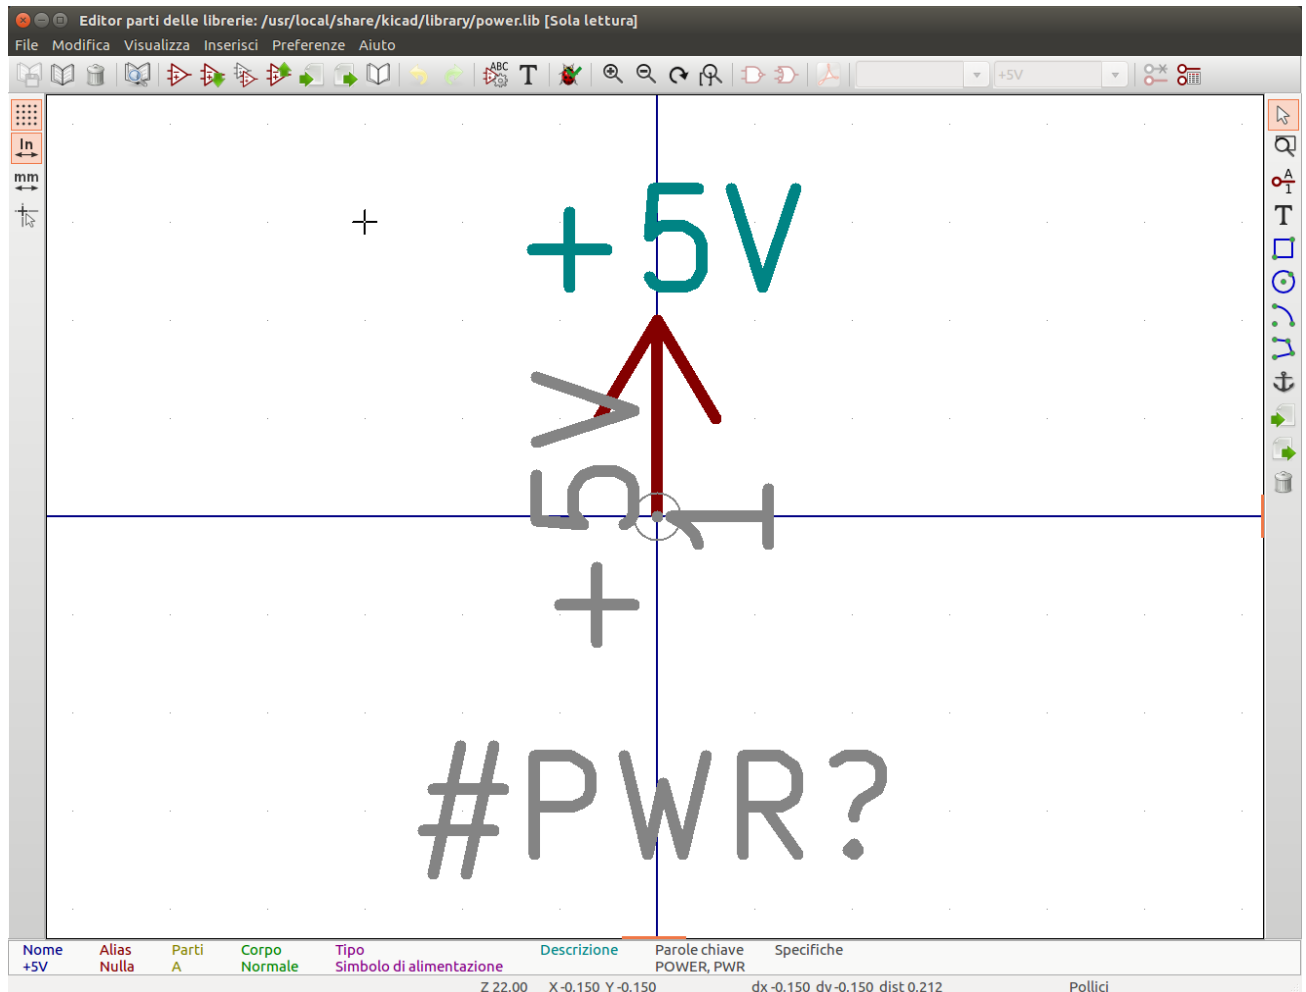 Editor parti delle librerie: /usr/local/share/kicad/library/power.lib [Sola lettura]
File Modifica Visualizza Inserisci Preferenze Aiuto
ABC T +5V
In
mm
A
1
T
+5V
+5V
1
#PWR?
Nome Alias Parti Corpo Tipo Descrizione Parole chiave Specifiche
+5V Nulla A Normale Simbolo di alimentazione POWER, PWR
Z 22.00 X -0.150 Y -0.150 dx -0.150 dy -0.150 dist 0.212 Pollici